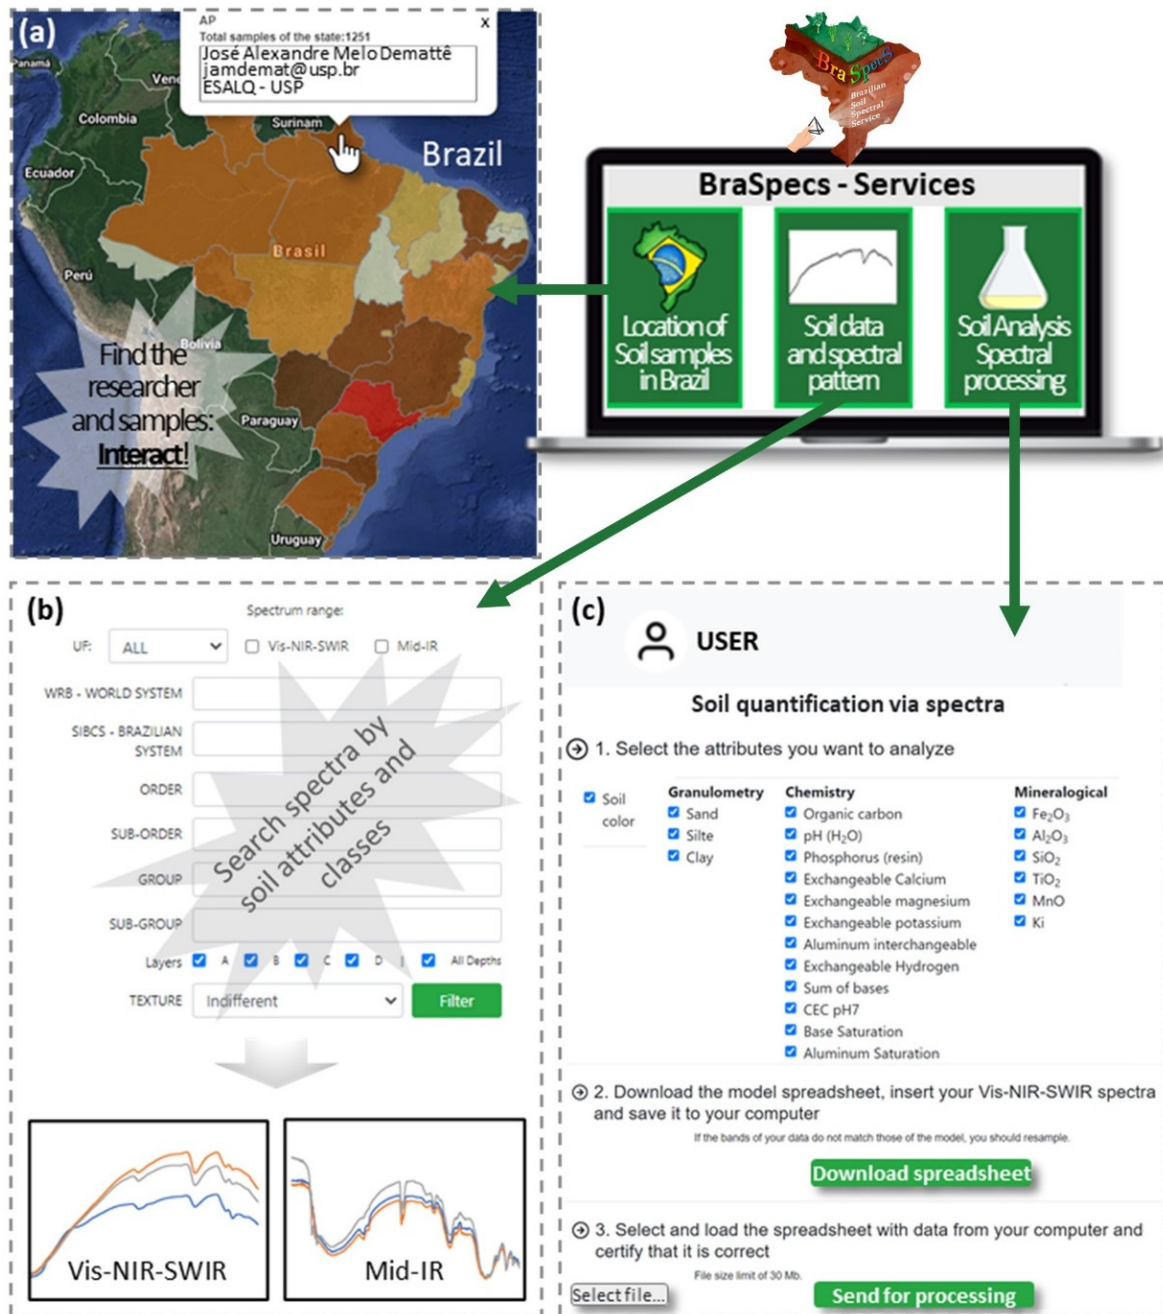 (a)
AP
X
Total samples of the state:1251
José Alexandre Melo Demattê
jamdemat@usp.br
ESALQ - USP
Panamá
Vene
Colombia
Surinam
Ecuador
Brazil
Brasil
Perú
Bolivia
Paraguay
Uruguay
Find the
researcher
and samples:
Interact!
BraSpecs
Brazilian
Soil
Spectral
Service
BraSpecs - Services
Location of
Soil samples
in Brazil
Soil data
and spectral
pattern
Soil Analysis
Spectral
processing
(b)
Spectrum range:
UF: ALL Vis-NIR-SWIR Mid-IR
WRB - WORLD SYSTEM
SIBCS - BRAZILIAN
SYSTEM
ORDER
SUB-ORDER
GROUP
SUB-GROUP
Layers A B C D | All Depths
TEXTURE Indifferent Filter
Search spectra by
soil attributes and
classes
Vis-NIR-SWIR
Mid-IR
(c)
USER
Soil quantification via spectra
1. Select the attributes you want to analyze
Soil
color
Granulometry
Sand
Silte
Clay
Chemistry
Organic carbon
pH (H₂O)
Phosphorus (resin)
Exchangeable Calcium
Exchangeable magnesium
Exchangeable potassium
Aluminum interchangeable
Exchangeable Hydrogen
Sum of bases
CEC pH7
Base Saturation
Aluminum Saturation
Mineralogical
Fe₂O₃
Al₂O₃
SiO₂
TiO₂
MnO
Ki
2. Download the model spreadsheet, insert your Vis-NIR-SWIR spectra
and save it to your computer
If the bands of your data do not match those of the model, you should resample.
Download spreadsheet
3. Select and load the spreadsheet with data from your computer and
certify that it is correct
File size limit of 30 Mb.
Select file...
Send for processing